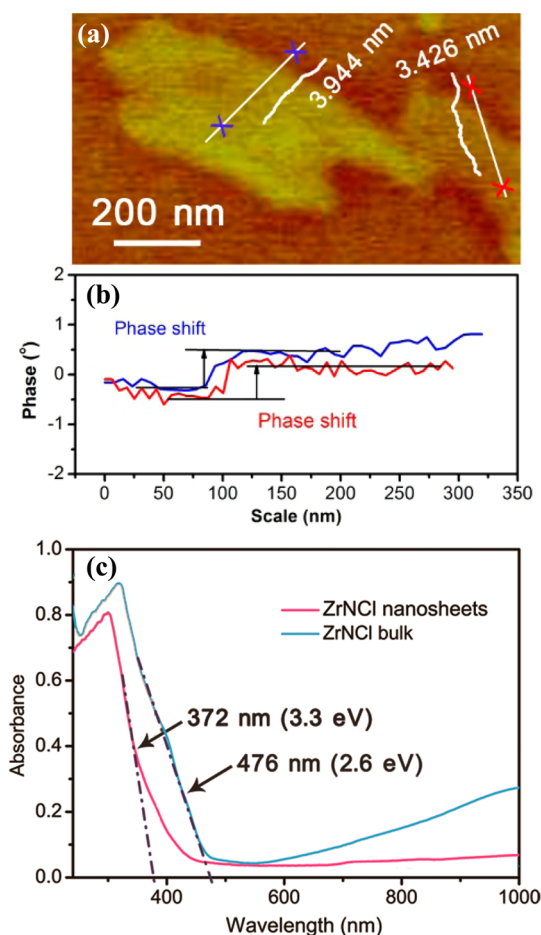 (a)
3.944 nm
3.426 nm
200 nm
(b)
2
1
0
-1
-2
Phase (°)
Phase shift
Phase shift
0 50 100 150 200 250 300 350
Scale (nm)
(c)
1.0
0.8
0.6
0.4
0.2
0.0
Absorbance
ZrNCl nanosheets
ZrNCl bulk
372 nm (3.3 eV)
476 nm (2.6 eV)
400 600 800 1000
Wavelength (nm)